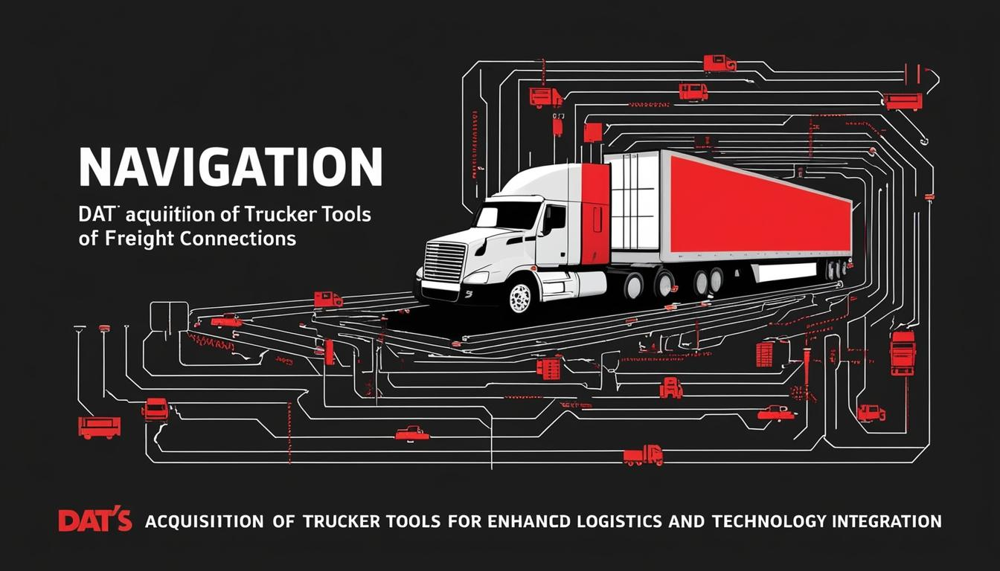 NAVIGATION
DAT' aquiition of Trucker Tools
of Freight Connections
DAT'S ACQUISIITION OF TRUCKER TOOLS FOR ENHANCD LOGISTICS AND TECHNOLOGY INTEGRATION